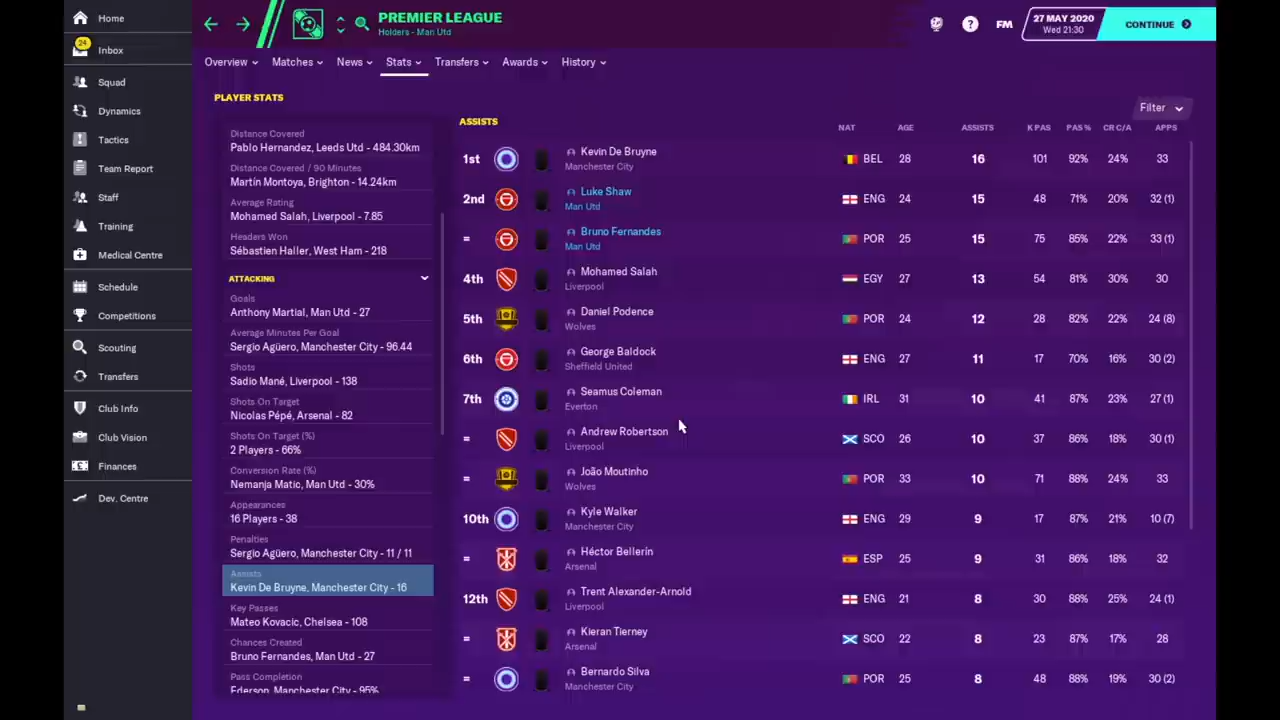 Home
24
Inbox
Squad
Dynamics
Tactics
Team Report
Staff
Training
Medical Centre
Schedule
Competitions
Scouting
Transfers
Club Info
Club Vision
Finances
Dev. Centre
PREMIER LEAGUE
Holders - Man Utd
? FM
27 MAY 2020
Wed 21:30
CONTINUE
Overview Matches News Stats Transfers Awards History
PLAYER STATS
Distance Covered
Pablo Hernandez, Leeds Utd - 484.30km
Distance Covered / 90 Minutes
Martín Montoya, Brighton - 14.24km
Average Rating
Mohamed Salah, Liverpool - 7.85
Headers Won
Sébastien Haller, West Ham - 218
ATTACKING
Goals
Anthony Martial, Man Utd - 27
Average Minutes Per Goal
Sergio Agüero, Manchester City - 96.44
Shots
Sadio Mané, Liverpool - 138
Shots On Target
Nicolas Pépé, Arsenal - 82
Shots On Target (%)
2 Players - 66%
Conversion Rate (%)
Nemanja Matic, Man Utd - 30%
Appearances
16 Players - 38
Penalties
Sergio Agüero, Manchester City - 11 / 11
Assists
Kevin De Bruyne, Manchester City - 16
Key Passes
Mateo Kovacic, Chelsea - 108
Chances Created
Bruno Fernandes, Man Utd - 27
Pass Completion
Ederson, Manchester City - 95%
Filter
ASSISTS
NAT AGE ASSISTS K PAS PAS % CR C/A APPS
1st Kevin De Bruyne BEL 28 16 101 92% 24% 33
Manchester City
2nd Luke Shaw ENG 24 15 48 71% 20% 32 (1)
Man Utd
= Bruno Fernandes POR 25 15 75 85% 22% 33 (1)
Man Utd
4th Mohamed Salah EGY 27 13 54 81% 30% 30
Liverpool
5th Daniel Podence POR 24 12 28 82% 22% 24 (8)
Wolves
6th George Baldock ENG 27 11 17 70% 16% 30 (2)
Sheffield United
7th Seamus Coleman IRL 31 10 41 87% 23% 27 (1)
Everton
= Andrew Robertson SCO 26 10 37 86% 18% 30 (1)
Liverpool
= João Moutinho POR 33 10 71 88% 24% 33
Wolves
10th Kyle Walker ENG 29 9 17 87% 21% 10 (7)
Manchester City
= Héctor Bellerín ESP 25 9 31 86% 18% 32
Arsenal
12th Trent Alexander-Arnold ENG 21 8 30 88% 25% 24 (1)
Liverpool
= Kieran Tierney SCO 22 8 23 87% 17% 28
Arsenal
= Bernardo Silva POR 25 8 48 88% 19% 30 (2)
Manchester City